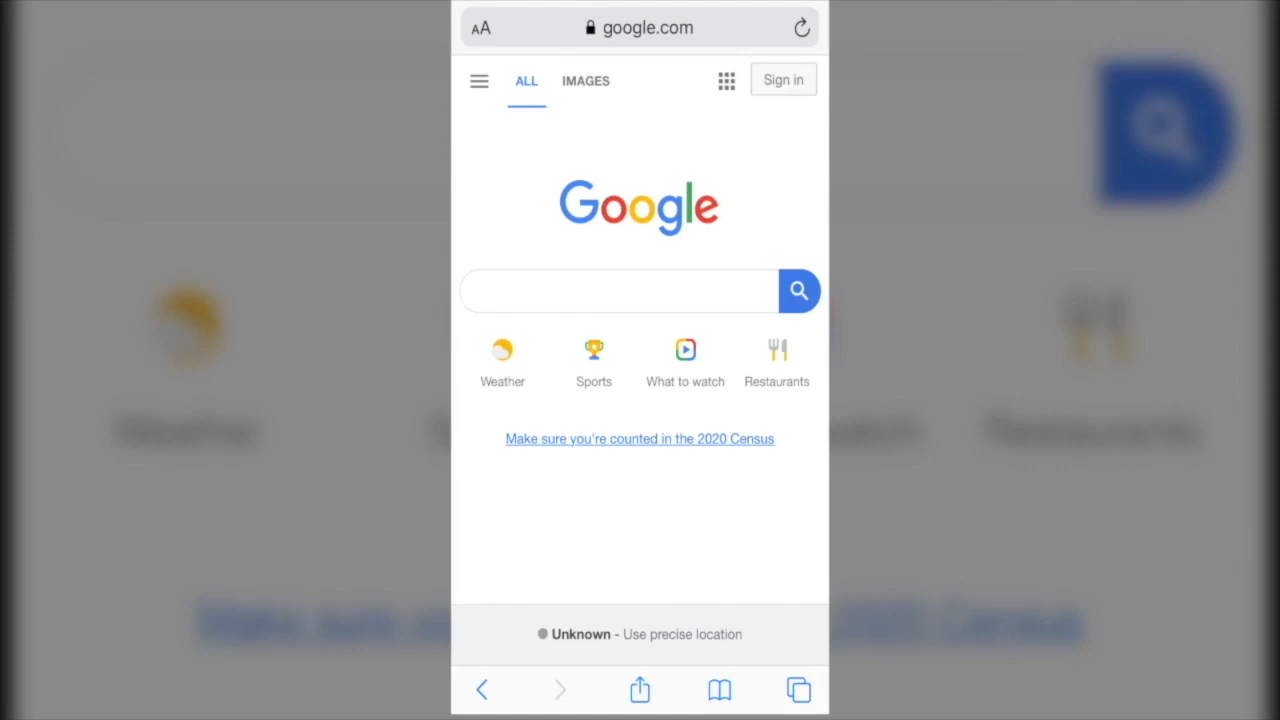 AA google.com
ALL IMAGES Sign in
Google
Weather Sports What to watch Restaurants
Make sure you're counted in the 2020 Census
Unknown - Use precise location